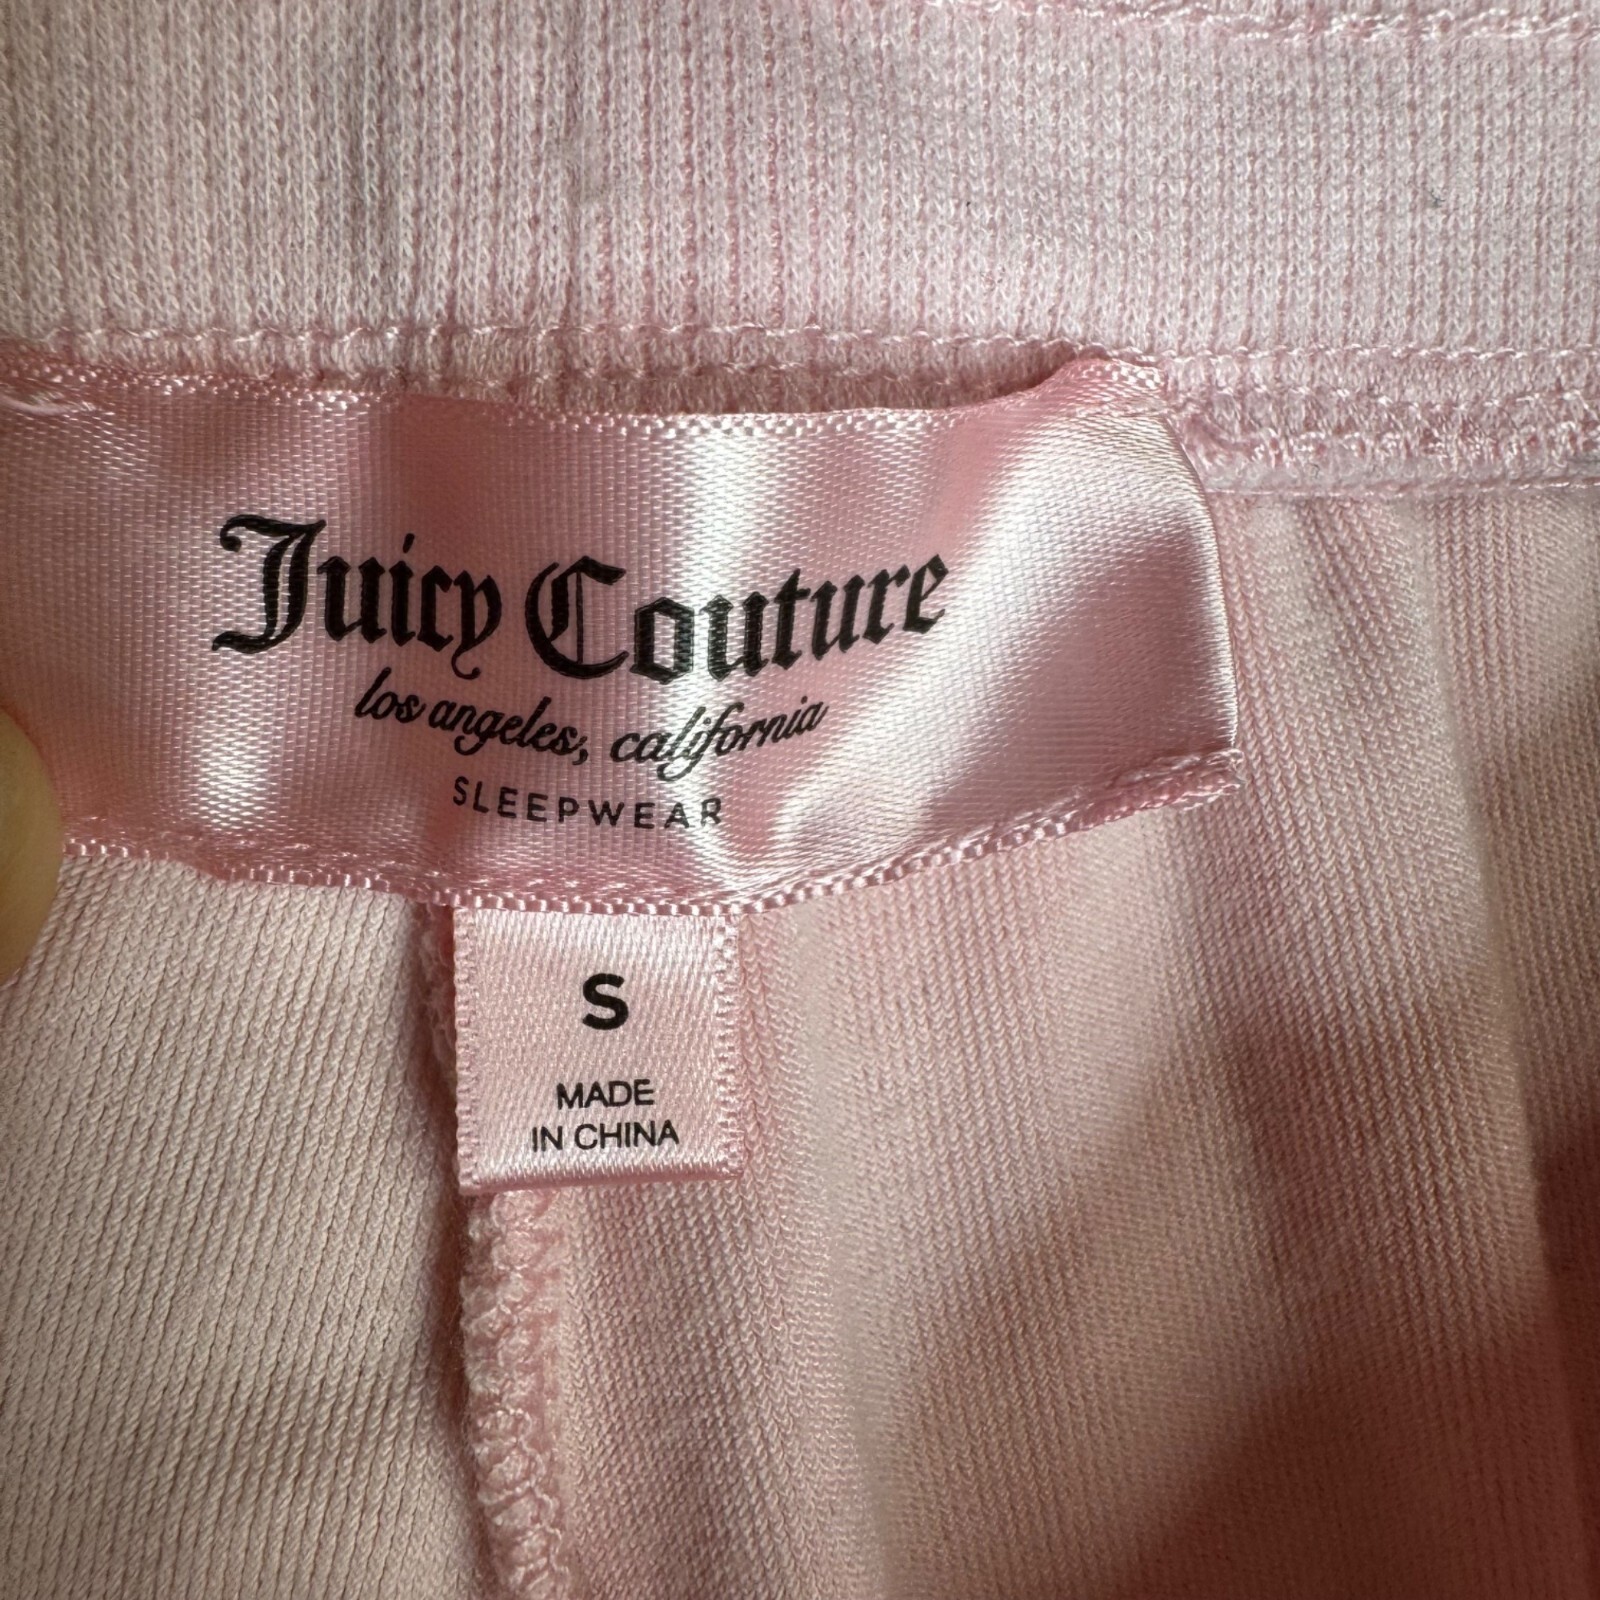 Juicy Couture
los angeles, california
SLEEPWEAR
S
MADE
IN CHINA